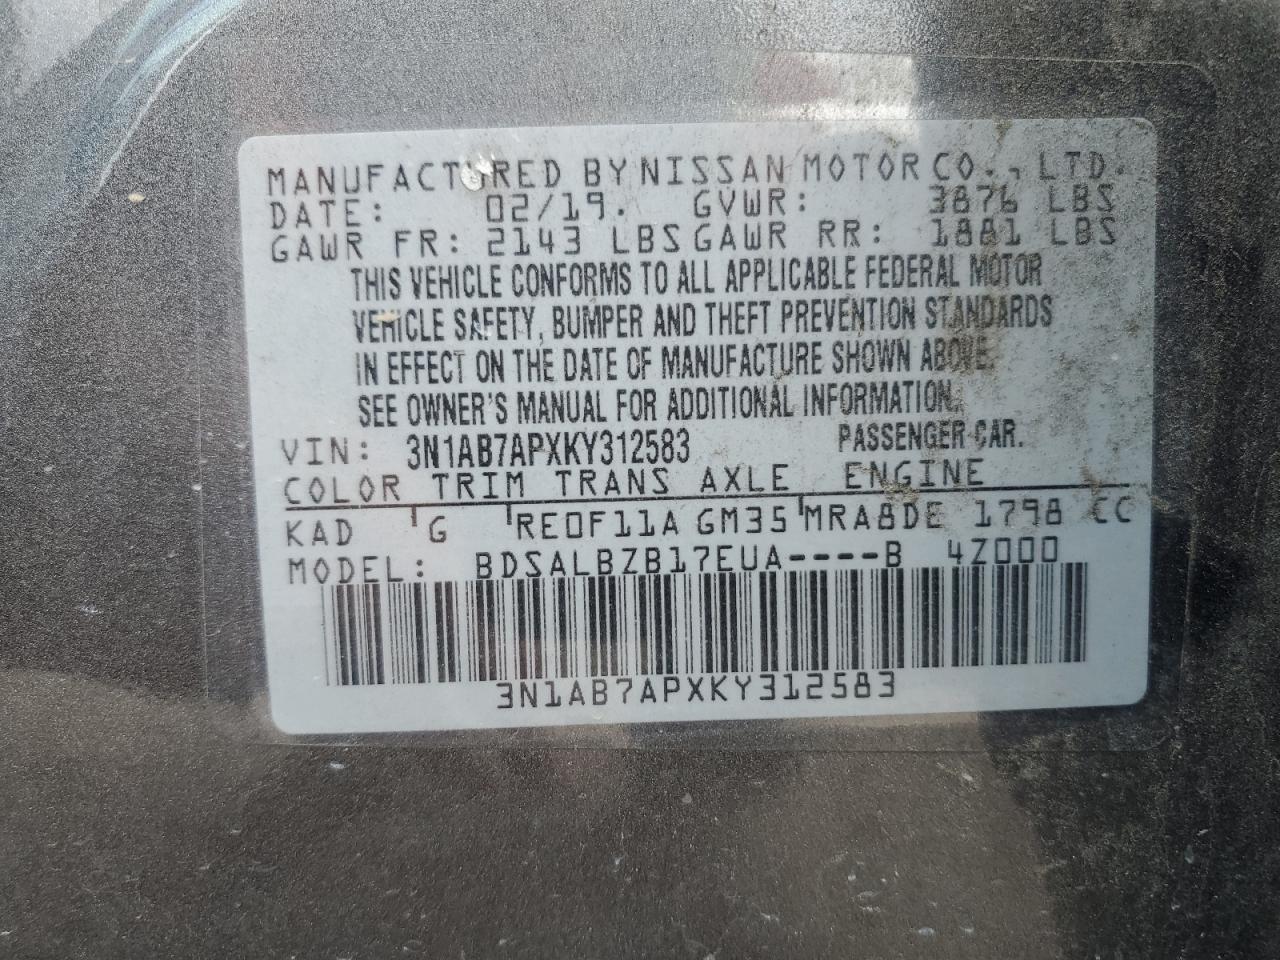 MANUFACTURED BY NISSAN MOTOR CO., LTD.
DATE: 02/19. GVWR: 3876 LBS
GAWR FR: 2143 LBS GAWR RR: 1881 LBS
THIS VEHICLE CONFORMS TO ALL APPLICABLE FEDERAL MOTOR
VEHICLE SAFETY, BUMPER AND THEFT PREVENTION STANDARDS
IN EFFECT ON THE DATE OF MANUFACTURE SHOWN ABOVE.
SEE OWNER'S MANUAL FOR ADDITIONAL INFORMATION.
VIN: 3N1AB7APXKY312583 PASSENGER CAR.
COLOR TRIM TRANS AXLE ENGINE
KAD G RE0F11A GM35 MRA8DE 1798 CC
MODEL: BDSALBZB17EUA----B 4Z000
3N1AB7APXKY312583